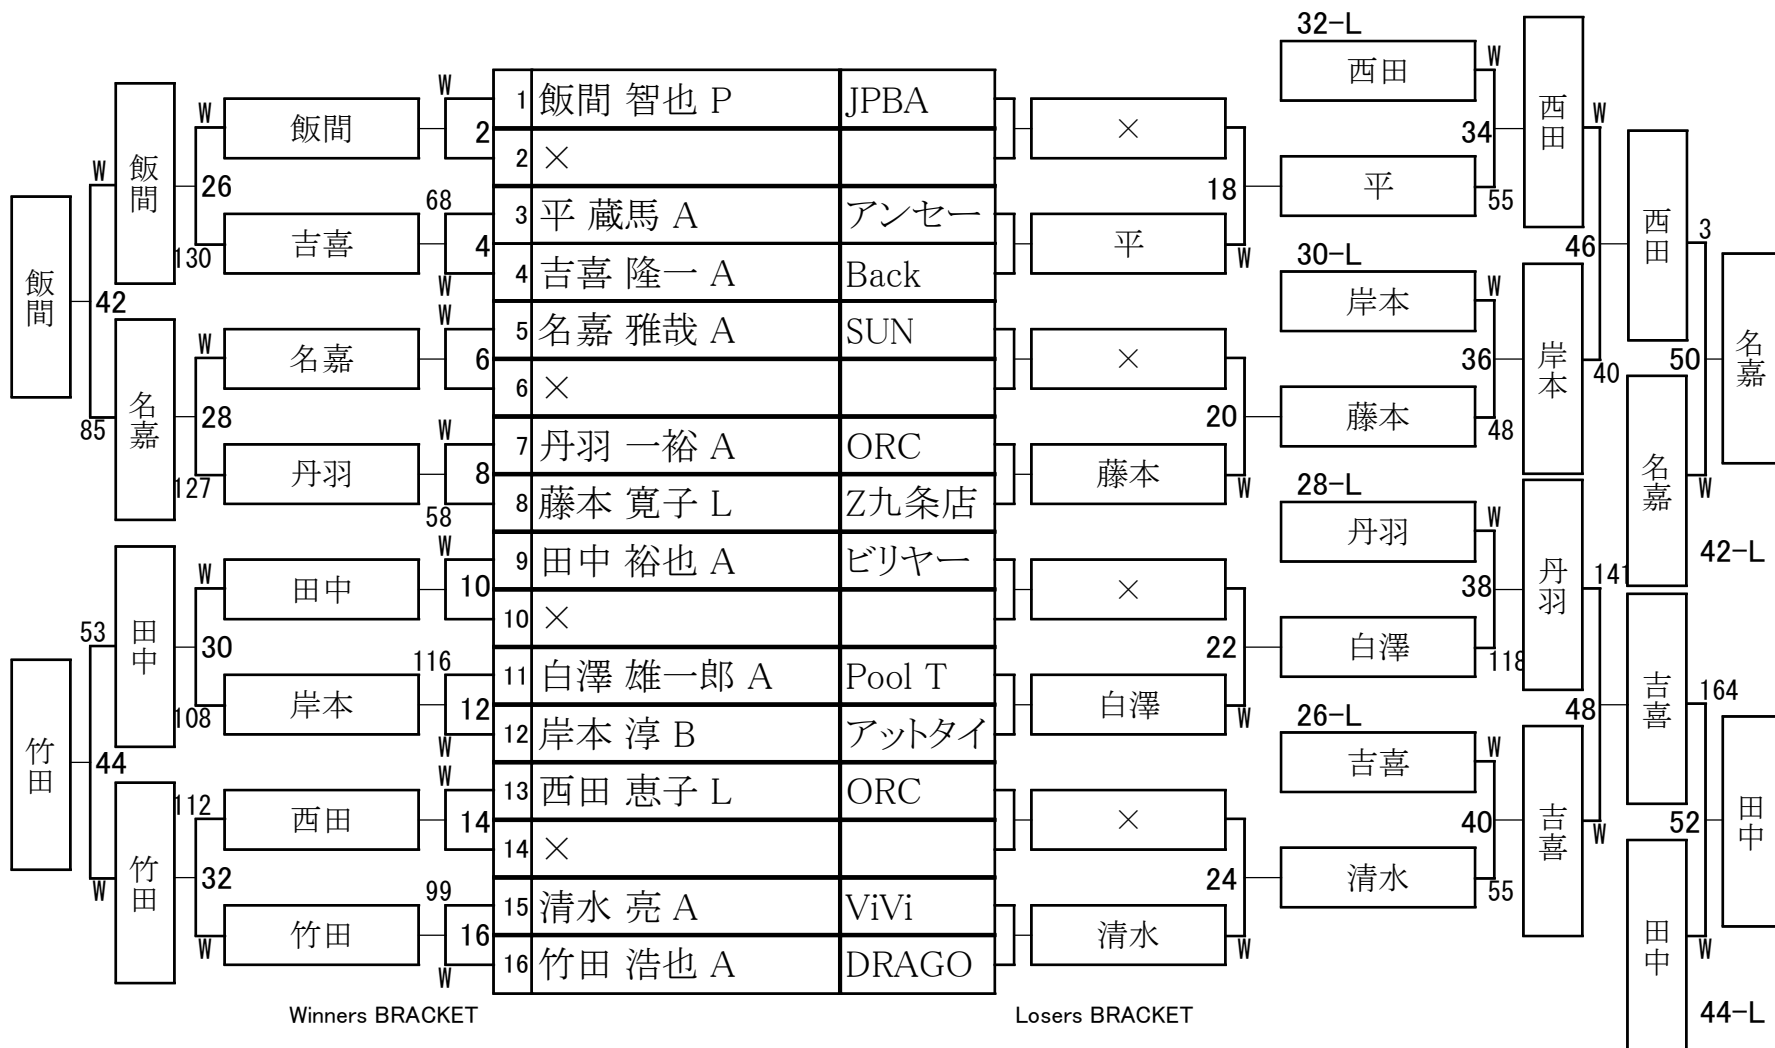 32-L
西田
W
34
平
55
西田
W
46
30-L
岸本
W
36
藤本
48
岸本
40
西田
3
50
名嘉
W
名嘉
42-L
28-L
丹羽
W
38
白澤
118
丹羽
141
48
26-L
吉喜
W
40
清水
55
吉喜
W
吉喜
164
52
田中
W
田中
44-L
飯間
42
W
飯間
85
名嘉
W
26
130
飯間
吉喜
W
28
127
名嘉
丹羽
竹田
44
53
田中
W
竹田
W
30
108
田中
岸本
112
32
W
西田
竹田
W
2
68
4
W
W
6
W
8
58
W
10
116
12
W
W
14
99
16
W
1 飯間 智也 P JPBA
2 ×
3 平 蔵馬 A アンセー
4 吉喜 隆一 A Back
5 名嘉 雅哉 A SUN
6 ×
7 丹羽 一裕 A ORC
8 藤本 寛子 L Z九条店
9 田中 裕也 A ビリヤー
10 ×
11 白澤 雄一郎 A Pool T
12 岸本 淳 B アットタイ
13 西田 恵子 L ORC
14 ×
15 清水 亮 A ViVi
16 竹田 浩也 A DRAGO
×
18
平
W
×
20
藤本
W
×
22
白澤
W
×
24
清水
W
Winners BRACKET
Losers BRACKET